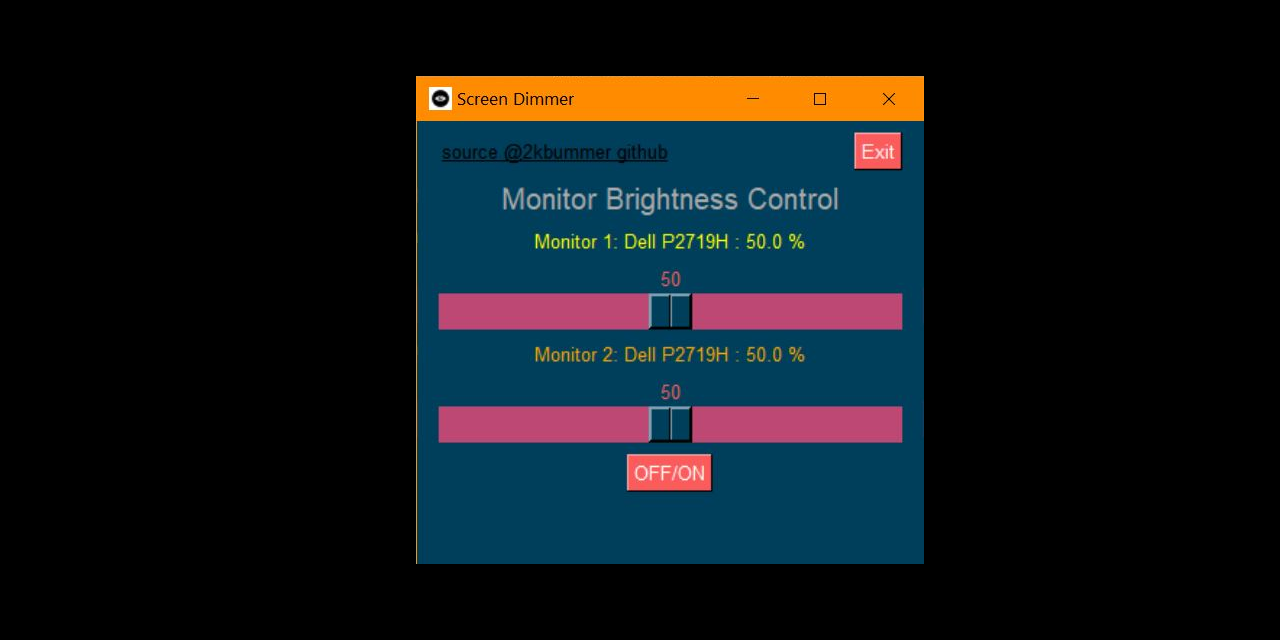 Screen Dimmer
source @2kbummer github
Exit
Monitor Brightness Control
Monitor 1: Dell P2719H : 50.0 %
50
Monitor 2: Dell P2719H : 50.0 %
50
OFF/ON